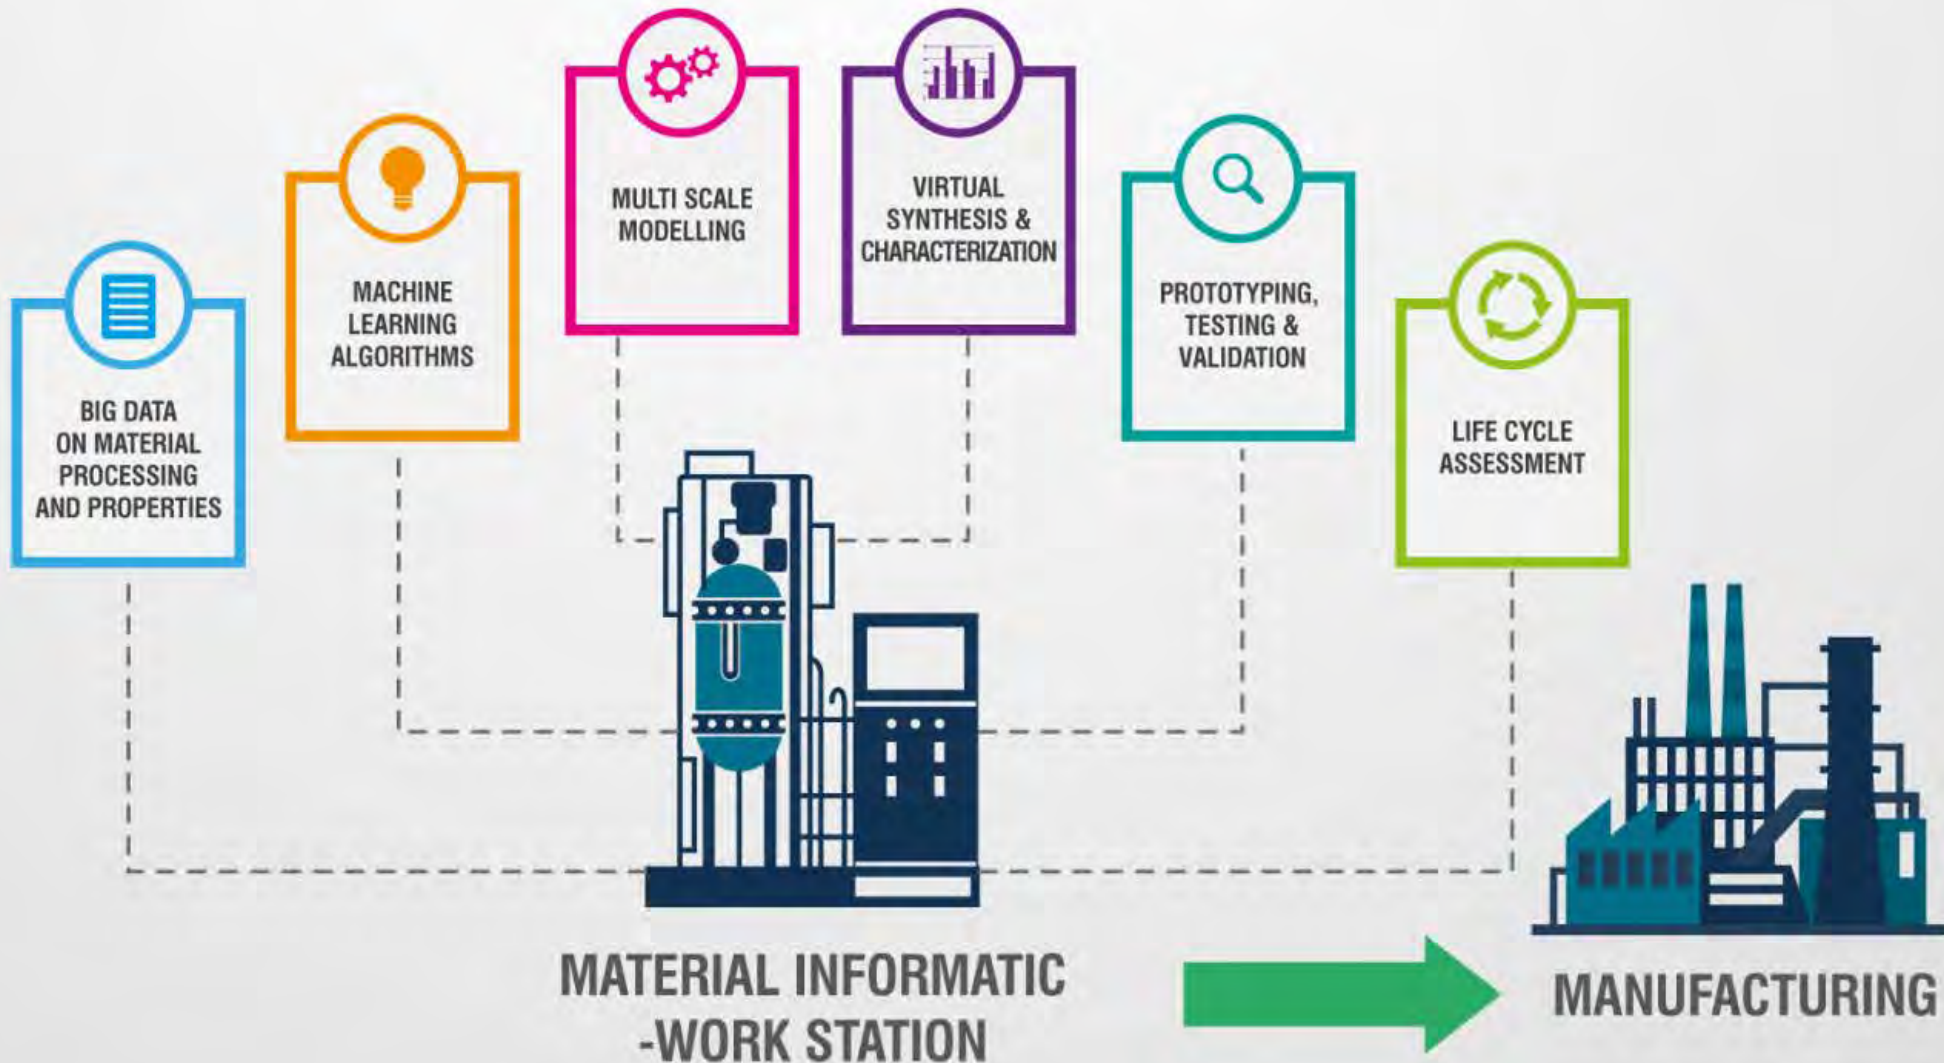 BIG DATA
ON MATERIAL
PROCESSING
AND PROPERTIES
MACHINE
LEARNING
ALGORITHMS
MULTI SCALE
MODELLING
VIRTUAL
SYNTHESIS &
CHARACTERIZATION
PROTOTYPING,
TESTING &
VALIDATION
LIFE CYCLE
ASSESSMENT
MATERIAL INFORMATIC
-WORK STATION
MANUFACTURING